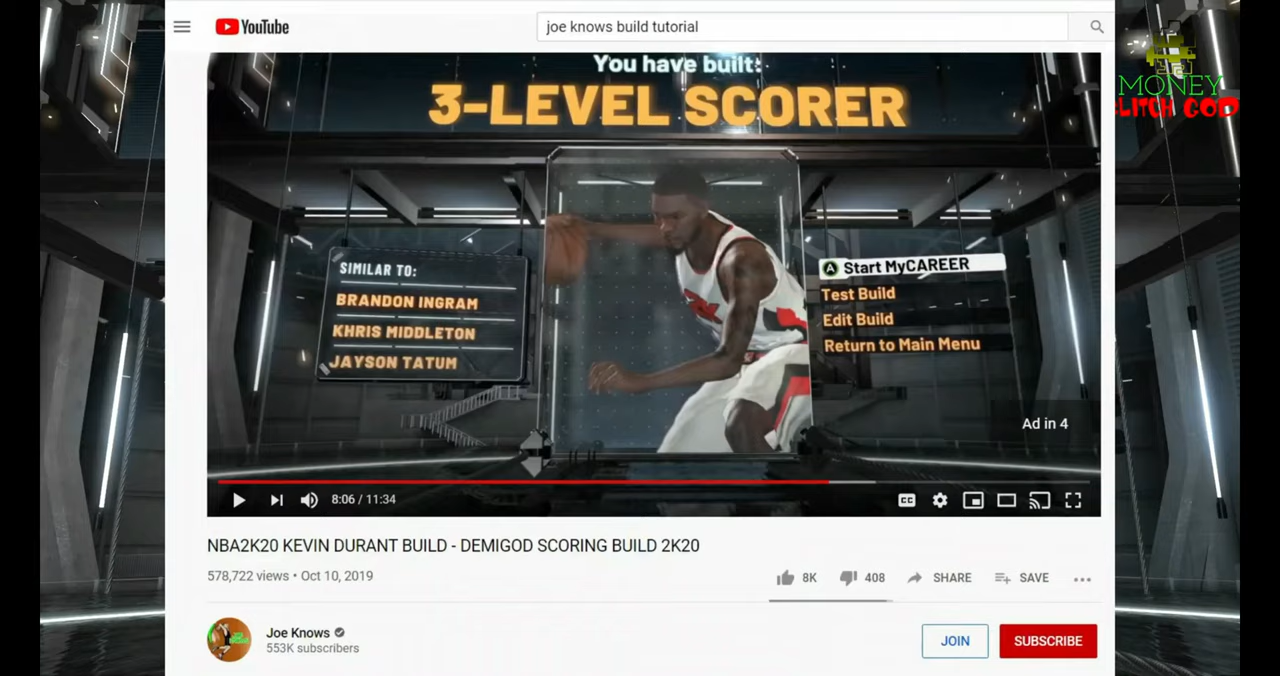 YouTube
joe knows build tutorial
MONEY
GLITCH GOD
You have built:
3-LEVEL SCORER
SIMILAR TO:
BRANDON INGRAM
KHRIS MIDDLETON
JAYSON TATUM
A Start MyCAREER
Test Build
Edit Build
Return to Main Menu
Ad in 4
8:06 / 11:34
CC
NBA2K20 KEVIN DURANT BUILD - DEMIGOD SCORING BUILD 2K20
578,722 views • Oct 10, 2019
8K 408 SHARE SAVE
Joe Knows
553K subscribers
JOIN SUBSCRIBE